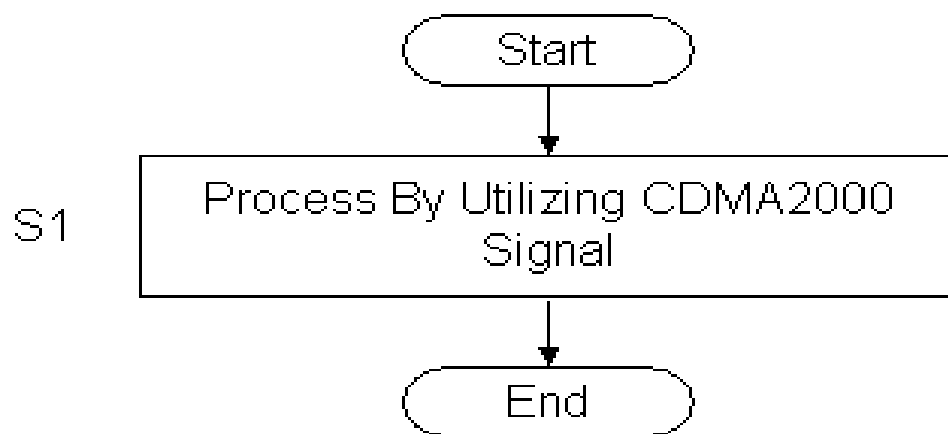 Start
S1
Process By Utilizing CDMA2000
Signal
End